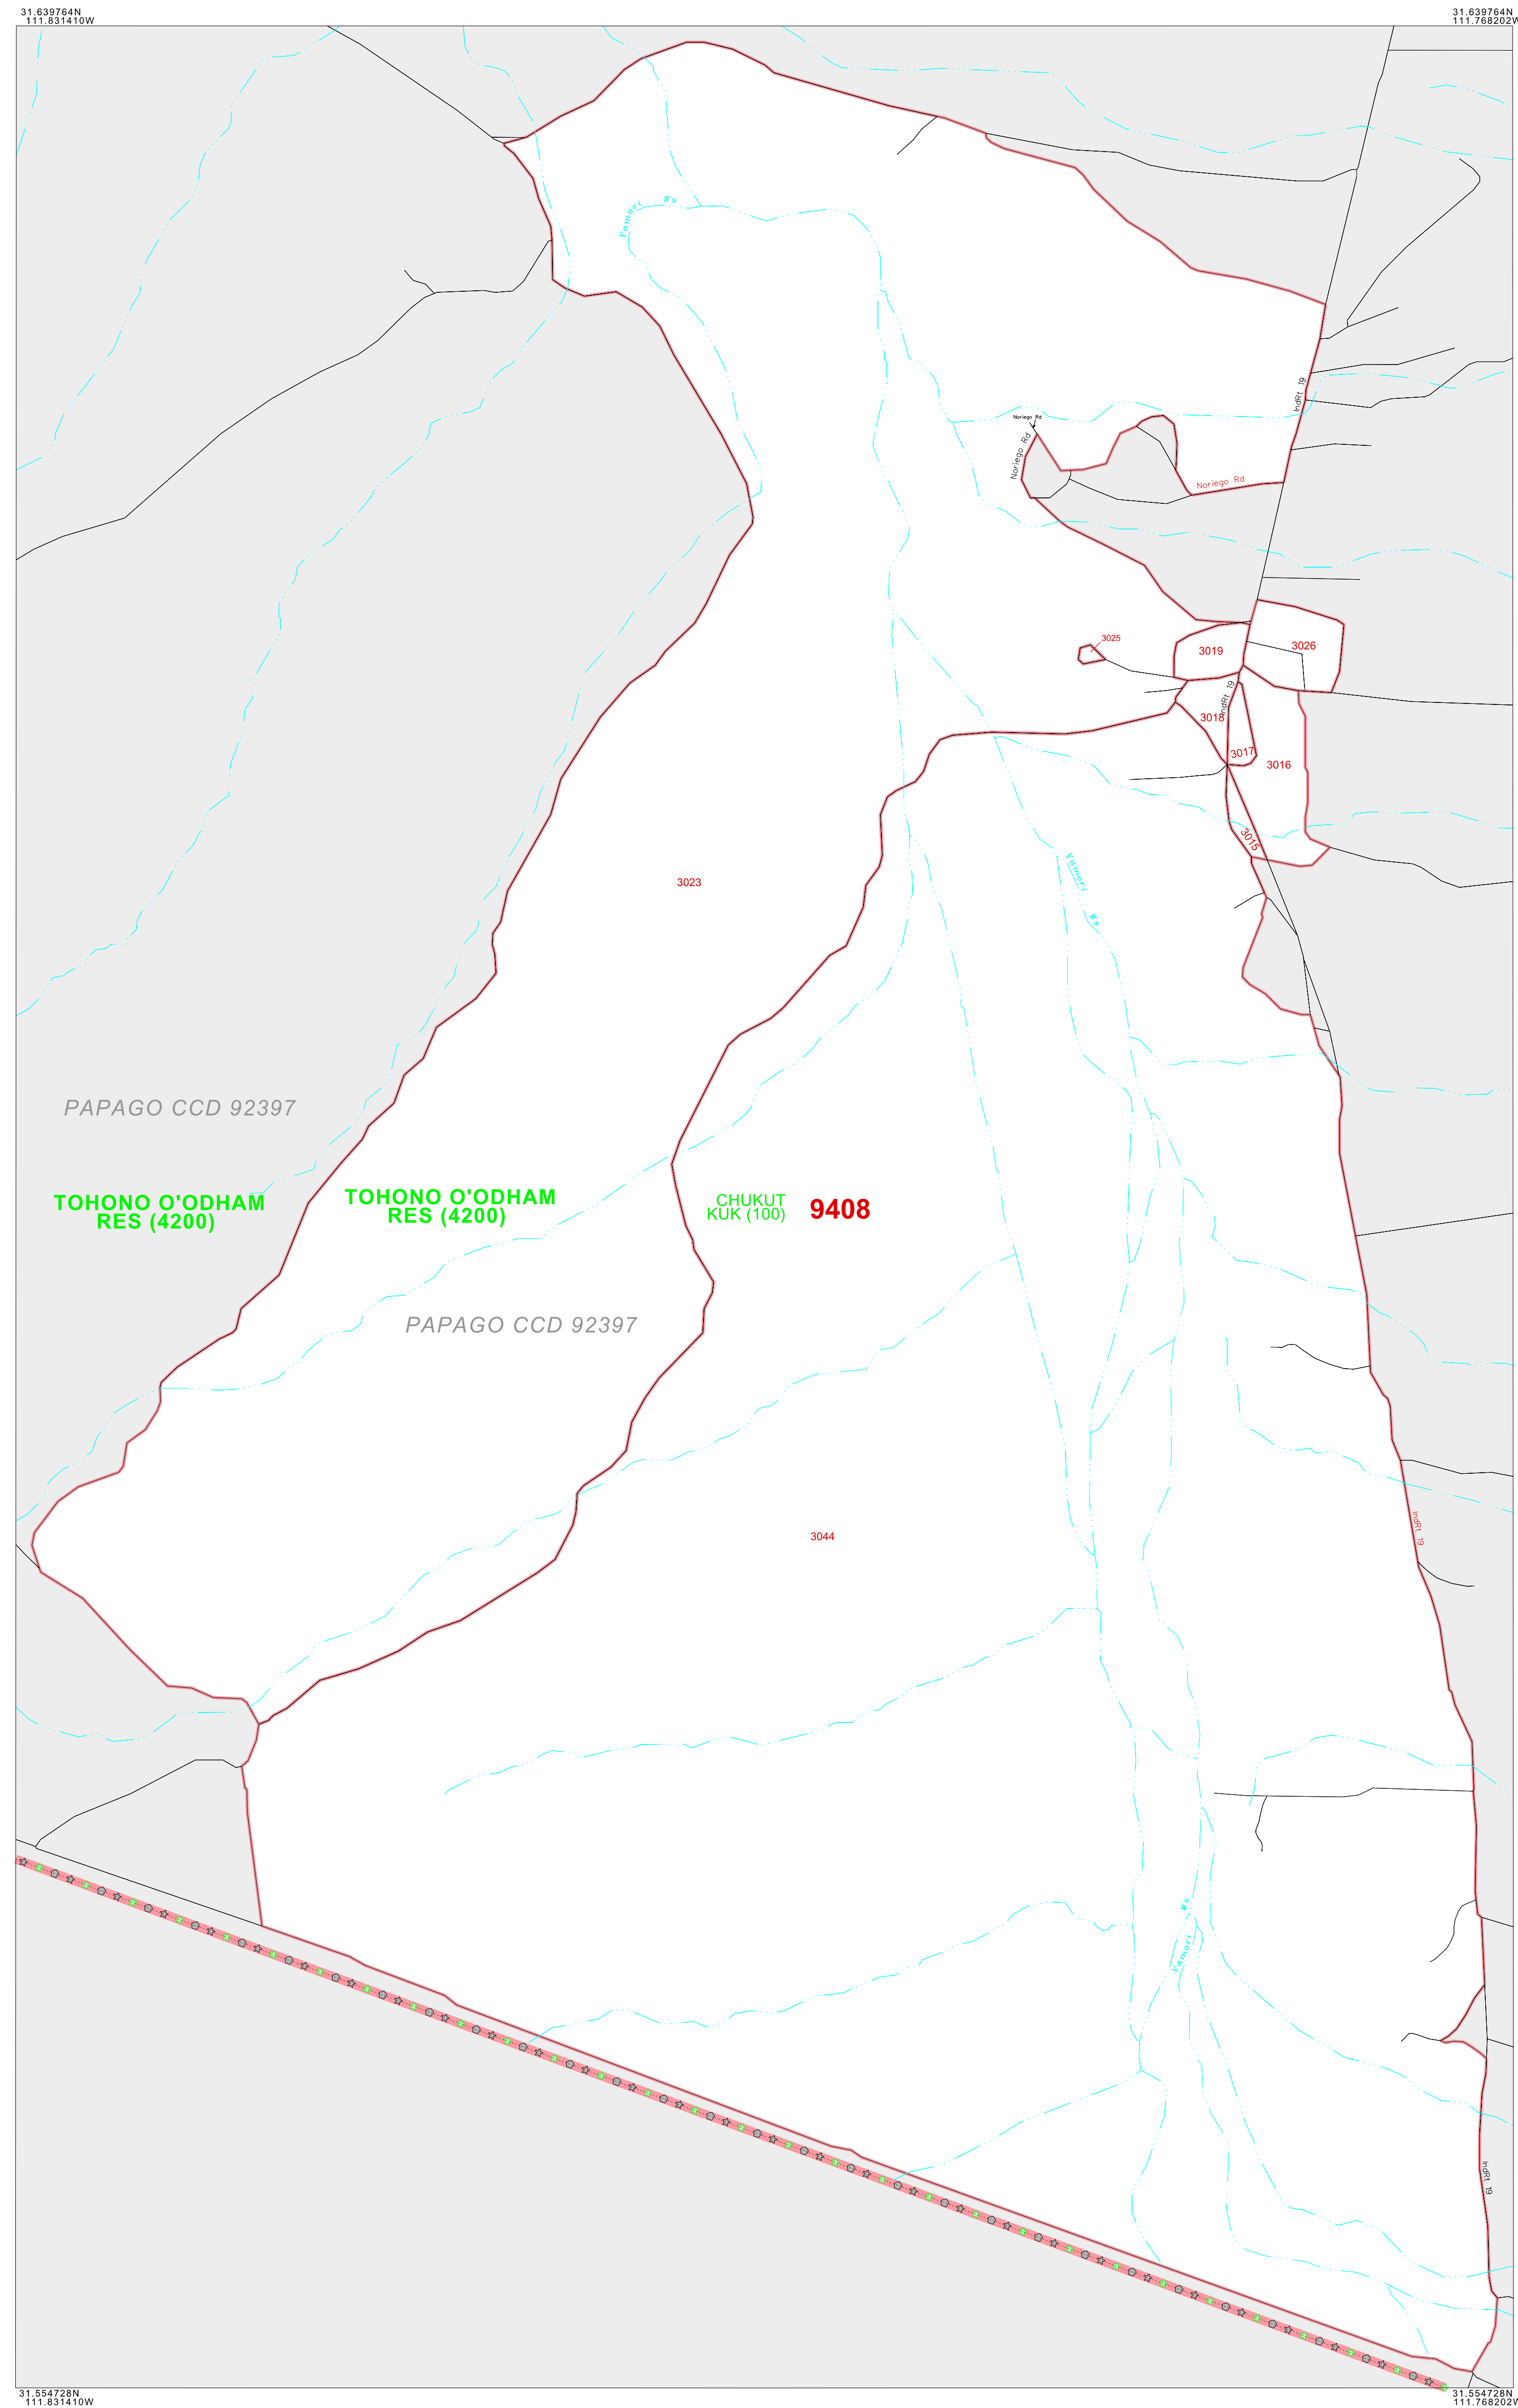 31.639764N
111.831410W
31.639764N
111.768202W
Vamori Ws
IndRt 19
Noriego Rd
Noriego Rd
Noriego Rd
3025
3019
3026
IndRt 19
3018
3017
3016
3015
Vamori Ws
3023
PAPAGO CCD 92397
TOHONO O'ODHAM
RES (4200)
TOHONO O'ODHAM
RES (4200)
CHUKUT
KUK (100)
9408
PAPAGO CCD 92397
3044
IndRt 19
Vamori Ws
IndRt 19
31.554728N
111.831410W
31.554728N
111.768202W